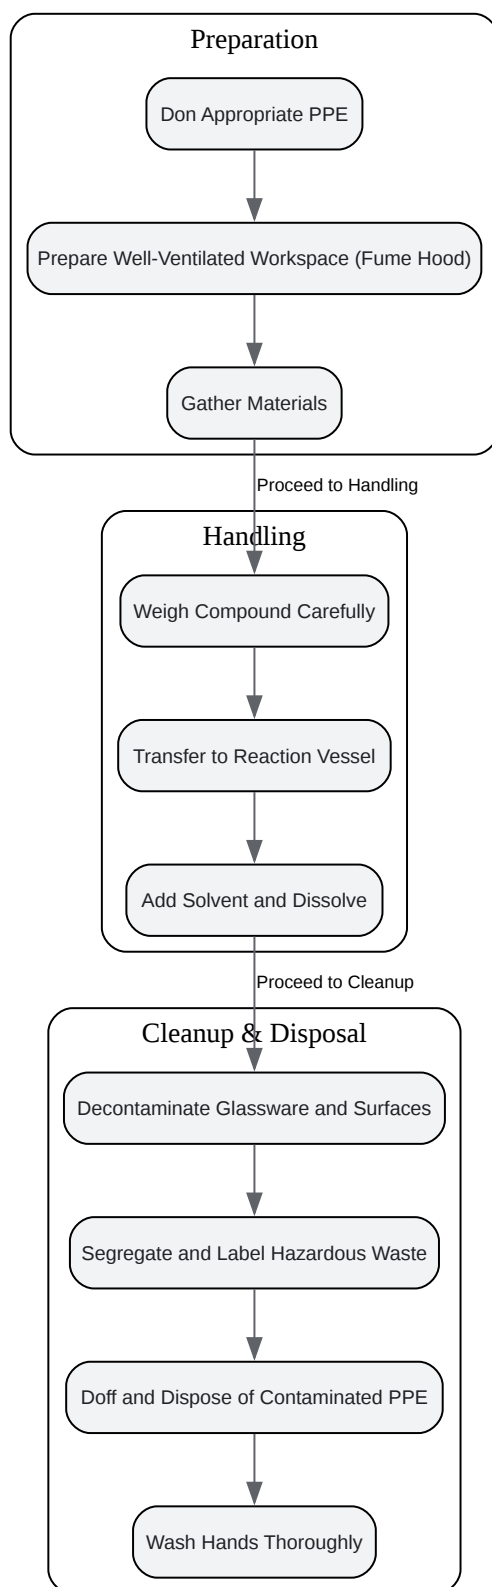 Preparation
Don Appropriate PPE
Prepare Well-Ventilated Workspace (Fume Hood)
Gather Materials
Proceed to Handling
Handling
Weigh Compound Carefully
Transfer to Reaction Vessel
Add Solvent and Dissolve
Proceed to Cleanup
Cleanup & Disposal
Decontaminate Glassware and Surfaces
Segregate and Label Hazardous Waste
Doff and Dispose of Contaminated PPE
Wash Hands Thoroughly